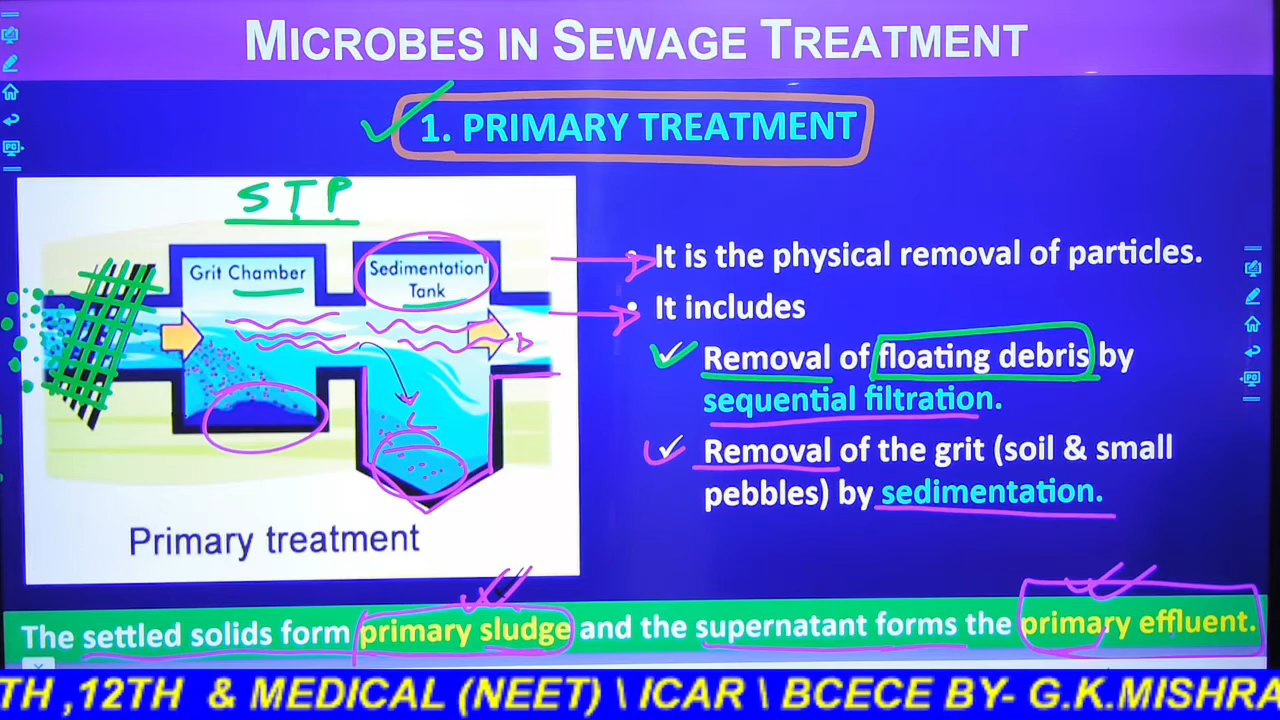 MICROBES IN SEWAGE TREATMENT
1. PRIMARY TREATMENT
STP
Grit Chamber
Sedimentation
Tank
Primary treatment
• It is the physical removal of particles.
• It includes
✓ Removal of floating debris by
sequential filtration.
✓ Removal of the grit (soil & small
pebbles) by sedimentation.
The settled solids form primary sludge and the supernatant forms the primary effluent.
TH ,12TH & MEDICAL (NEET) \ ICAR \ BCECE BY- G.K.MISHRA